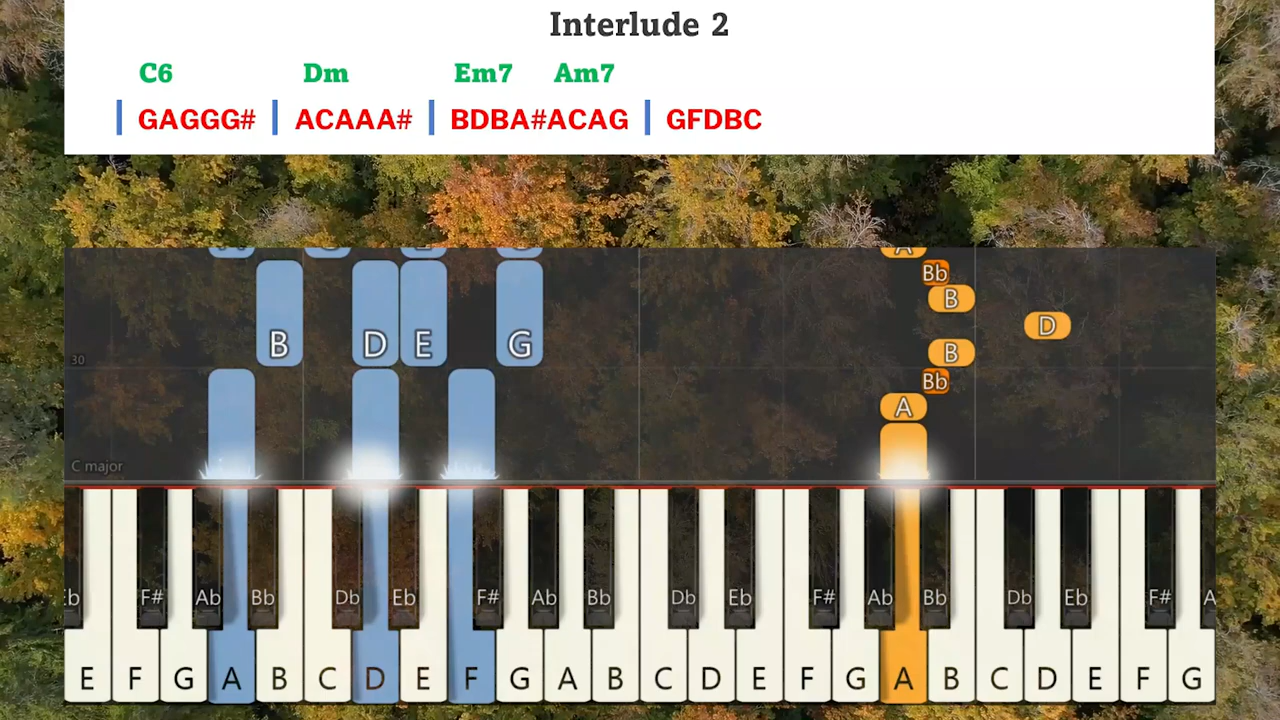 Interlude 2
C6 Dm Em7 Am7
| GAGGG# | ACAAA# | BDBA#ACAG | GFDBC
A
Bb
B D E G B D
30 B
Bb
A
C major
Eb F# Ab Bb Db Eb F# Ab Bb Db Eb F# Ab Bb Db Eb F# A
E F G A B C D E F G A B C D E F G A B C D E F G